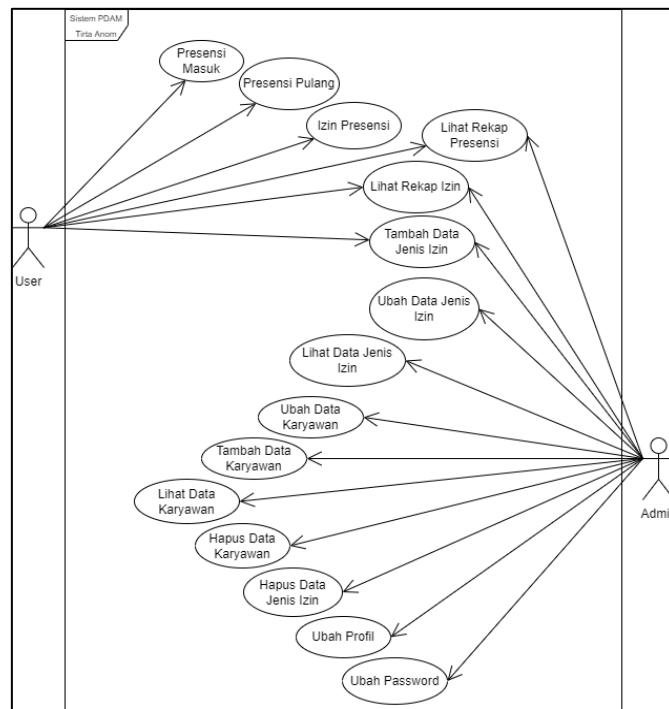 Sistem PDAM
Tirta Anom
Presensi
Masuk
Presensi Pulang
Izin Presensi
Lihat Rekap
Presensi
Lihat Rekap Izin
Tambah Data
Jenis Izin
User
Ubah Data Jenis
Izin
Lihat Data Jenis
Izin
Ubah Data
Karyawan
Tambah Data
Karyawan
Lihat Data
Karyawan
Admi
Hapus Data
Karyawan
Hapus Data
Jenis Izin
Ubah Profil
Ubah Password